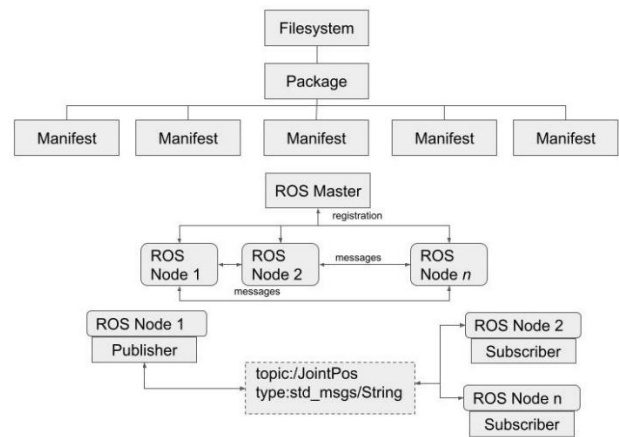 Filesystem
Package
Manifest
Manifest
Manifest
Manifest
Manifest
ROS Master
registration
ROS
Node 1
ROS
Node 2
messages
ROS
Node n
messages
ROS Node 1
Publisher
topic:/JointPos
type:std_msgs/String
ROS Node 2
Subscriber
ROS Node n
Subscriber